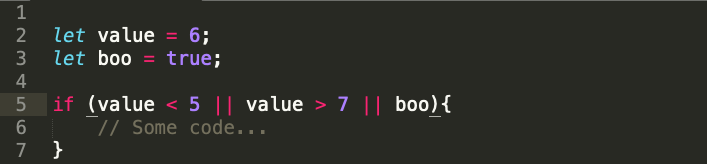 1
2 let value = 6;
3 let boo = true;
4
5 if (value < 5 || value > 7 || boo){
6     // Some code...
7 }